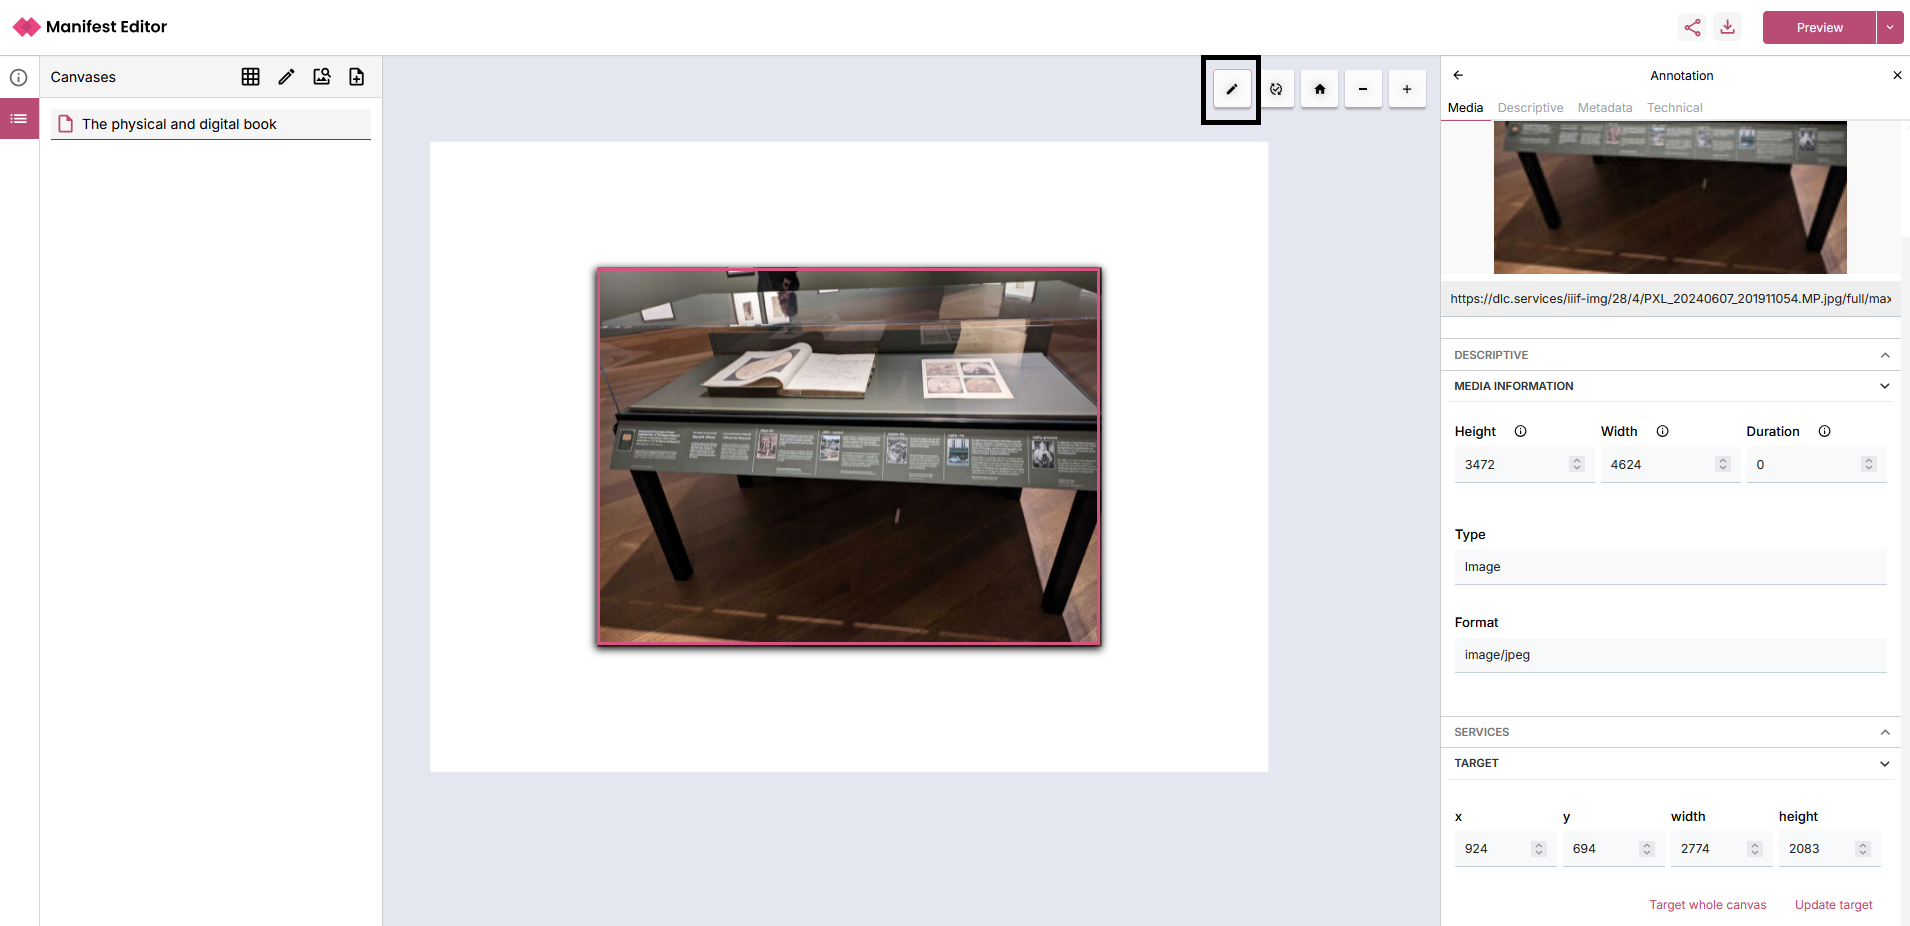 Manifest Editor
Preview
Canvases
The physical and digital book
Annotation
Media Descriptive Metadata Technical
https://dlc.services/iiif-img/28/4/PXL_20240607_201911054.MP.jpg/full/max
DESCRIPTIVE
MEDIA INFORMATION
Height Width Duration
3472 4624 0
Type
Image
Format
image/jpeg
SERVICES
TARGET
x y width height
924 694 2774 2083
Target whole canvas Update target